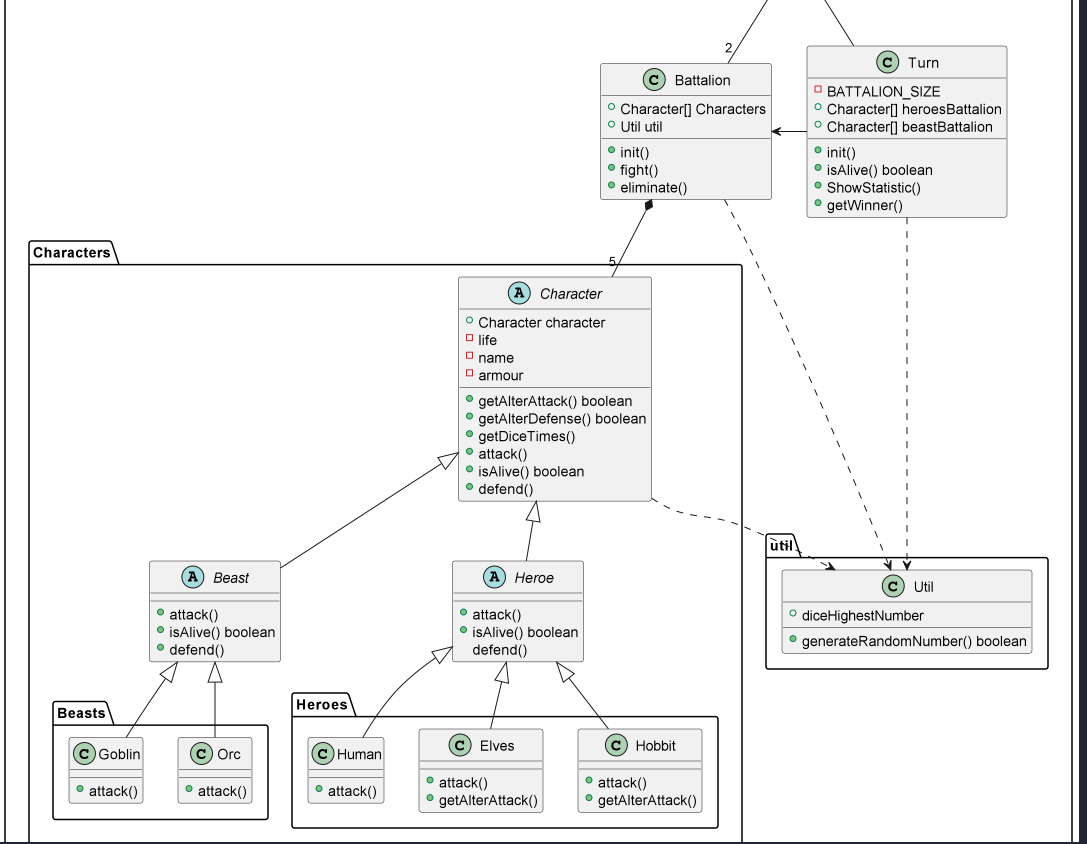 2
C Battalion
Character[] Characters
Util util
init()
fight()
eliminate()
C Turn
BATTALION_SIZE
Character[] heroesBattalion
Character[] beastBattalion
init()
isAlive() boolean
ShowStatistic()
getWinner()
Characters
5
A Character
Character character
life
name
armour
getAlterAttack() boolean
getAlterDefense() boolean
getDiceTimes()
attack()
isAlive() boolean
defend()
util
C Util
diceHighestNumber
generateRandomNumber() boolean
A Beast
attack()
isAlive() boolean
defend()
A Heroe
attack()
isAlive() boolean
defend()
Beasts
C Goblin
attack()
C Orc
attack()
Heroes
C Human
attack()
C Elves
attack()
getAlterAttack()
C Hobbit
attack()
getAlterAttack()